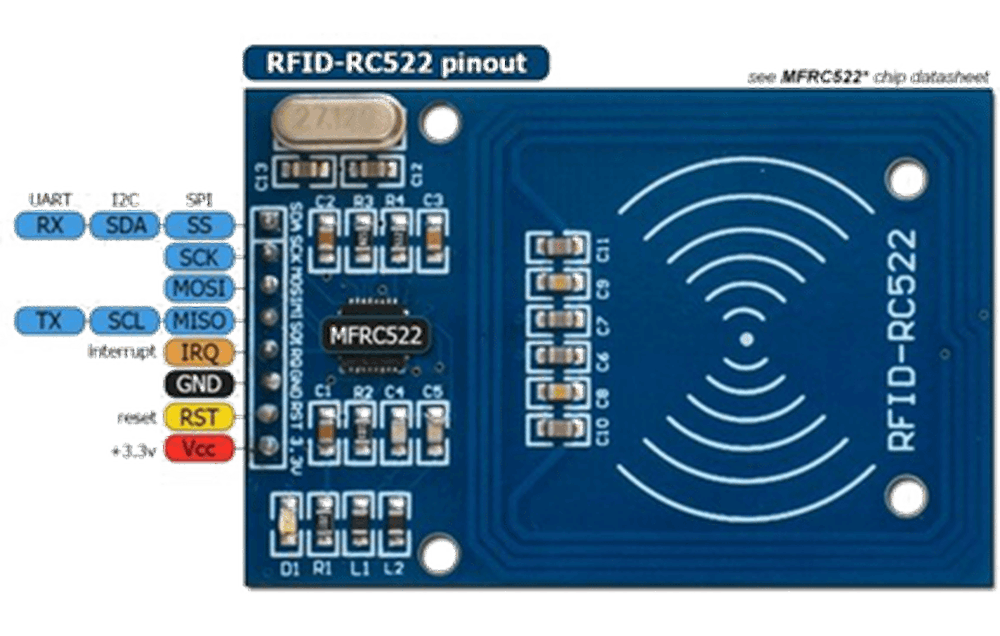 RFID-RC522 pinout
see MFRC522* chip datasheet
27.120
C13 C12
UART I2C SPI
RX SDA SS
SCK
MOSI
TX SCL MISO
Interrupt IRQ
GND
reset RST
+3.3v Vcc
SDA SCK MOSI MISO IRQ GND RST 3.3V
C2 R3 R4 C3
MFRC522
C1 R2 C4 C5
D1 R1 L1 L2
C11
C9
C7
C6
C8
C10
RFID-RC522